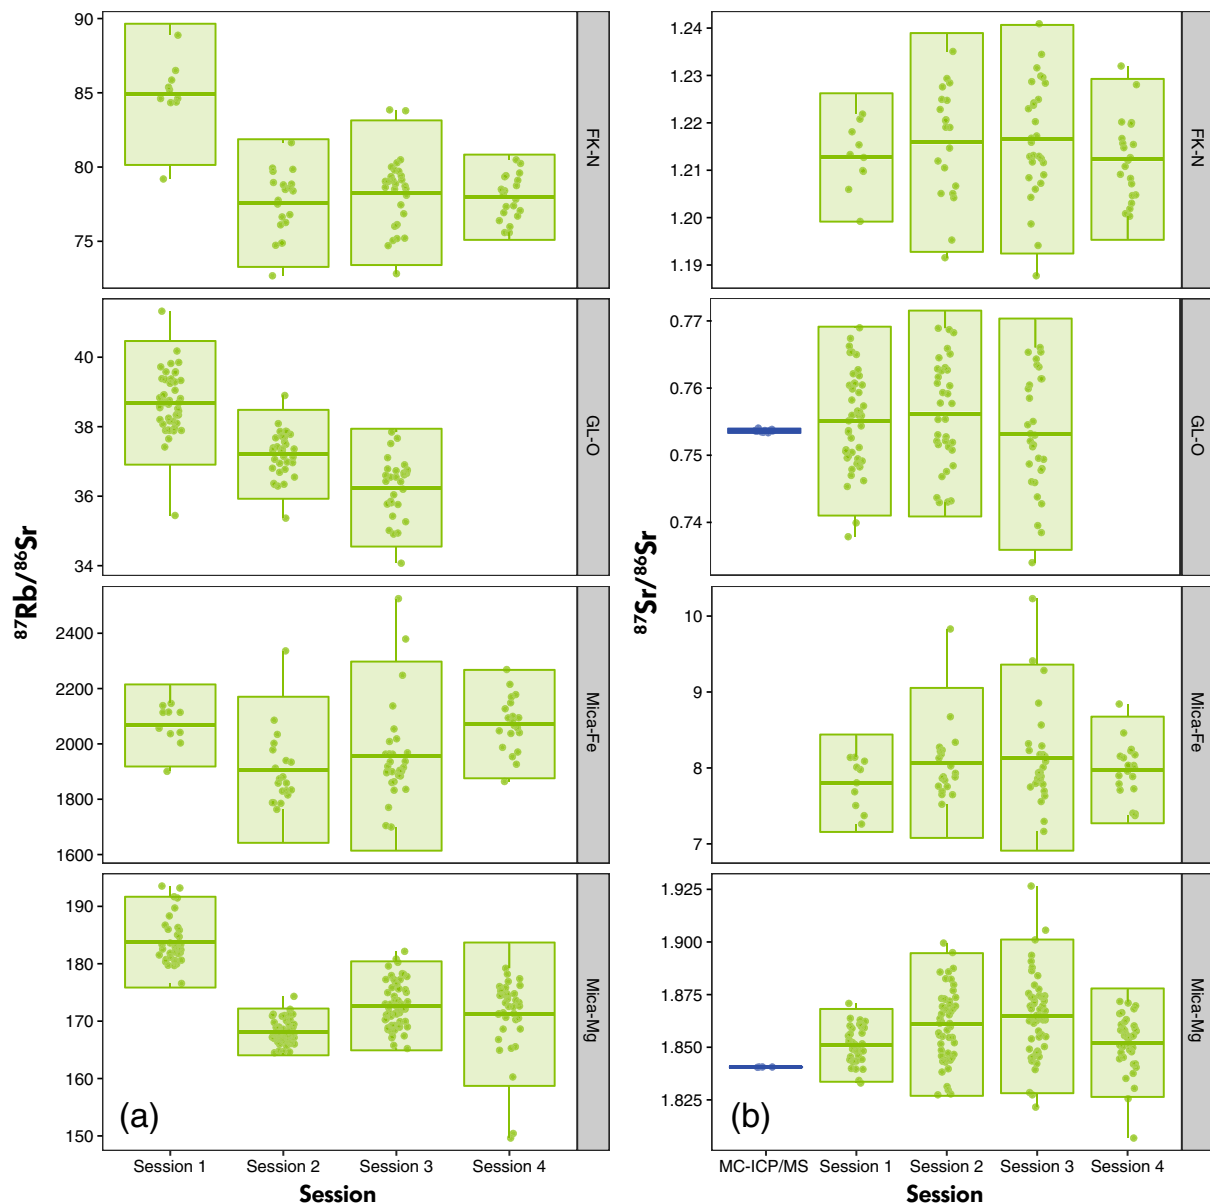 90
85
80
75
FK-N
40
38
36
34
GL-O
2400
2200
2000
1800
1600
Mica-Fe
190
180
170
160
150
Mica-Mg
(a)
⁸⁷Rb/⁸⁶Sr
Session 1 Session 2 Session 3 Session 4
Session
1.24
1.23
1.22
1.21
1.20
1.19
FK-N
0.77
0.76
0.75
0.74
GL-O
10
9
8
7
Mica-Fe
1.925
1.900
1.875
1.850
1.825
Mica-Mg
(b)
⁸⁷Sr/⁸⁶Sr
MC-ICP/MS Session 1 Session 2 Session 3 Session 4
Session